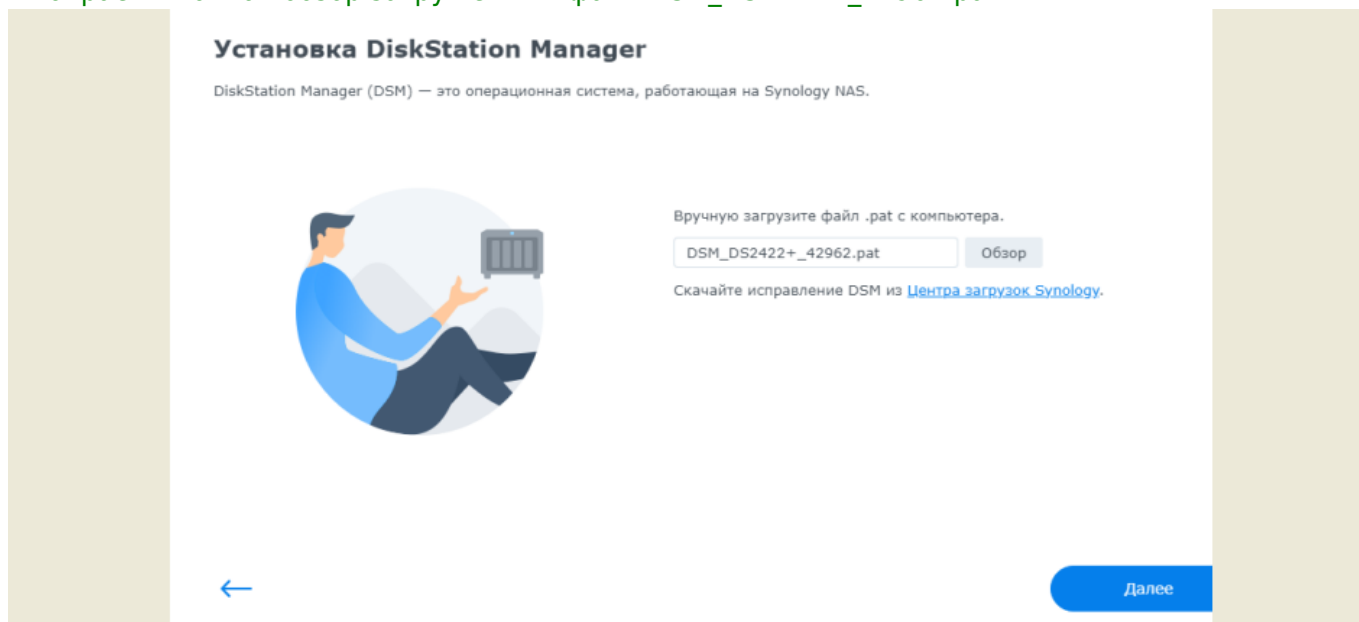 Установка DiskStation Manager
DiskStation Manager (DSM) — это операционная система, работающая на Synology NAS.
Вручную загрузите файл .pat с компьютера.
DSM_DS2422+_42962.pat
Обзор
Скачайте исправление DSM из Центра загрузок Synology.
Далее